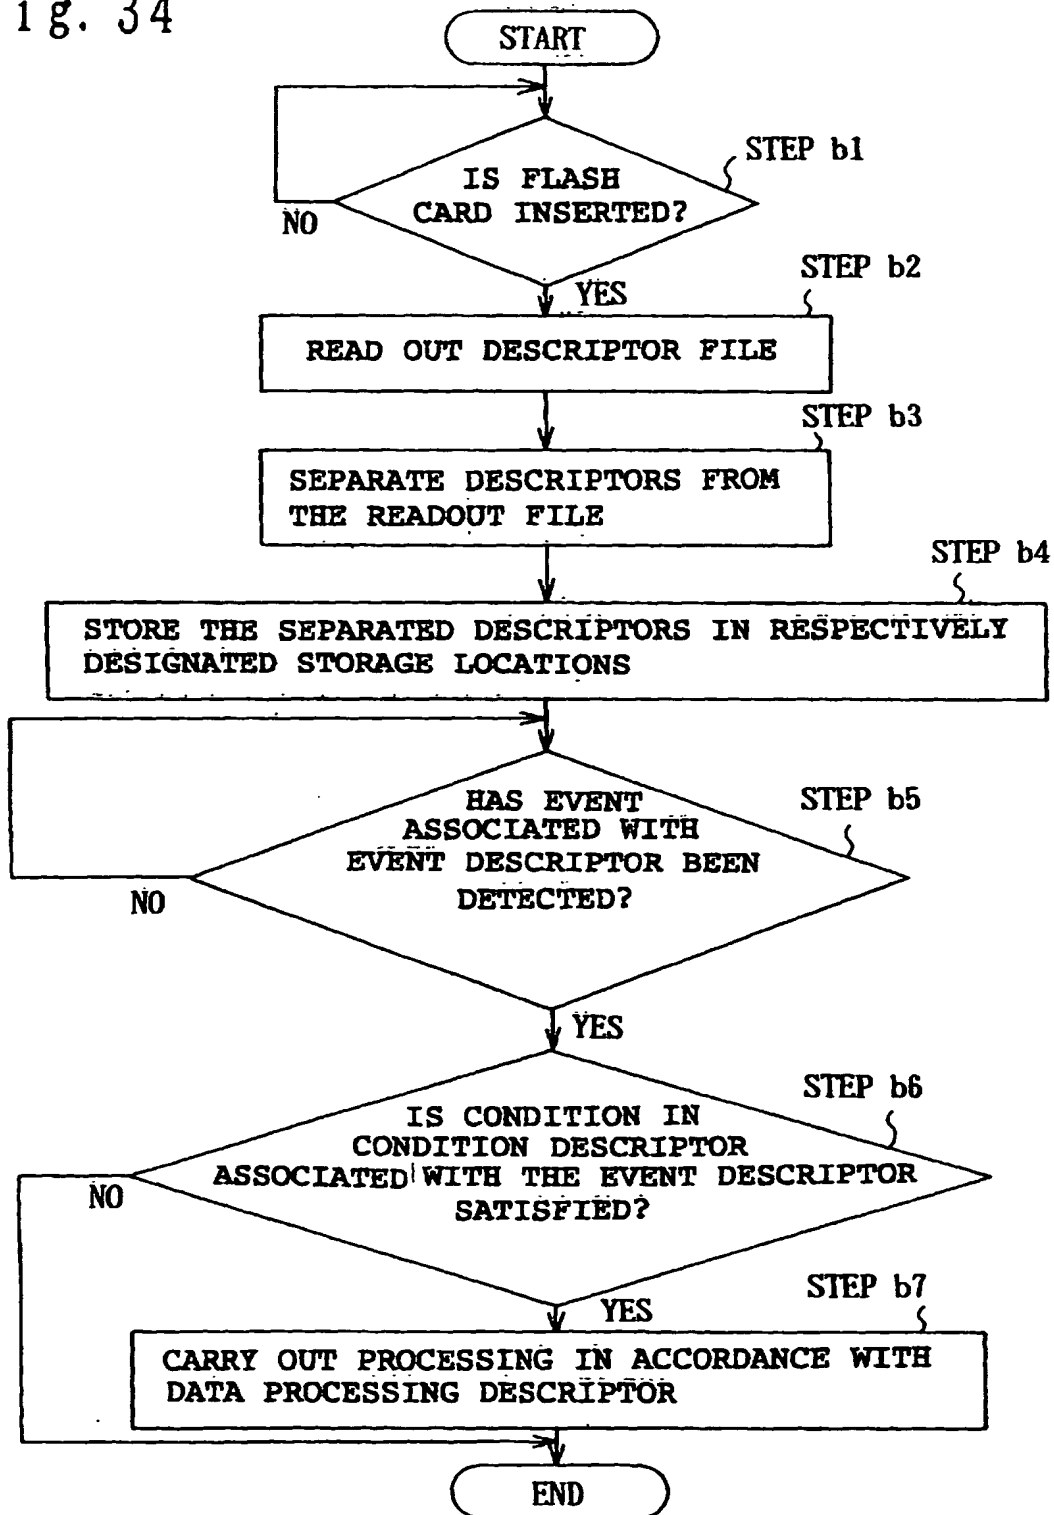 ig. 34
START
STEP b1
IS FLASH
CARD INSERTED?
NO
YES
STEP b2
READ OUT DESCRIPTOR FILE
STEP b3
SEPARATE DESCRIPTORS FROM
THE READOUT FILE
STEP b4
STORE THE SEPARATED DESCRIPTORS IN RESPECTIVELY
DESIGNATED STORAGE LOCATIONS
STEP b5
HAS EVENT
ASSOCIATED WITH
EVENT DESCRIPTOR BEEN
DETECTED?
NO
YES
STEP b6
IS CONDITION IN
CONDITION DESCRIPTOR
ASSOCIATED WITH THE EVENT DESCRIPTOR
SATISFIED?
NO
YES
STEP b7
CARRY OUT PROCESSING IN ACCORDANCE WITH
DATA PROCESSING DESCRIPTOR
END